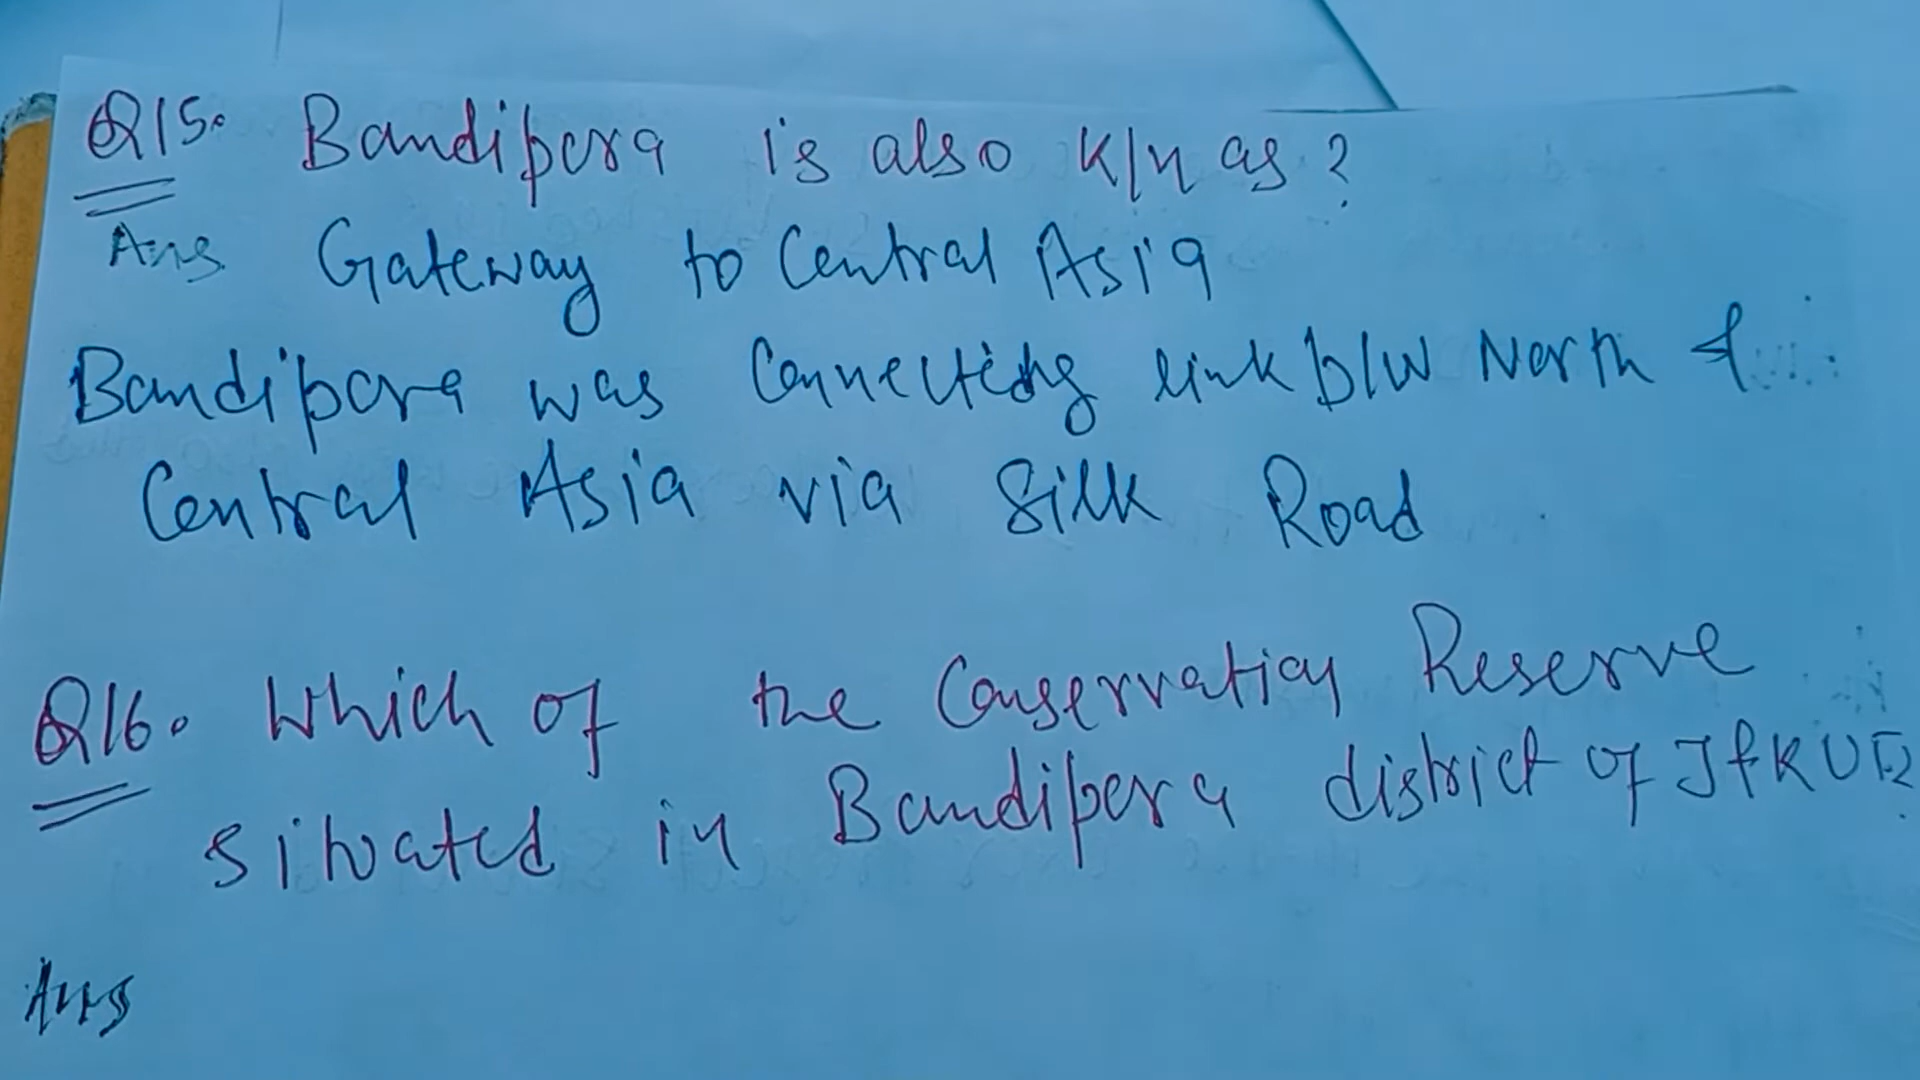 Q15. Bandipora is also K/n as?
Ans Gateway to Central Asia
Bandipora was Connecting link b/w North &
Central Asia via Silk Road
Q16. Which of the Conservation Reserve
situated in Bandipora district of J&K UT?
Ans